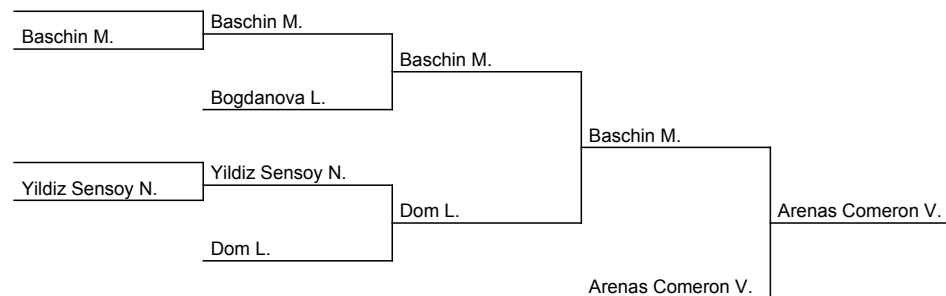 Baschin M.
Baschin M.
Baschin M.
Bogdanova L.
Baschin M.
Yildiz Sensoy N.
Yildiz Sensoy N.
Dom L.
Arenas Comeron V.
Dom L.
Arenas Comeron V.